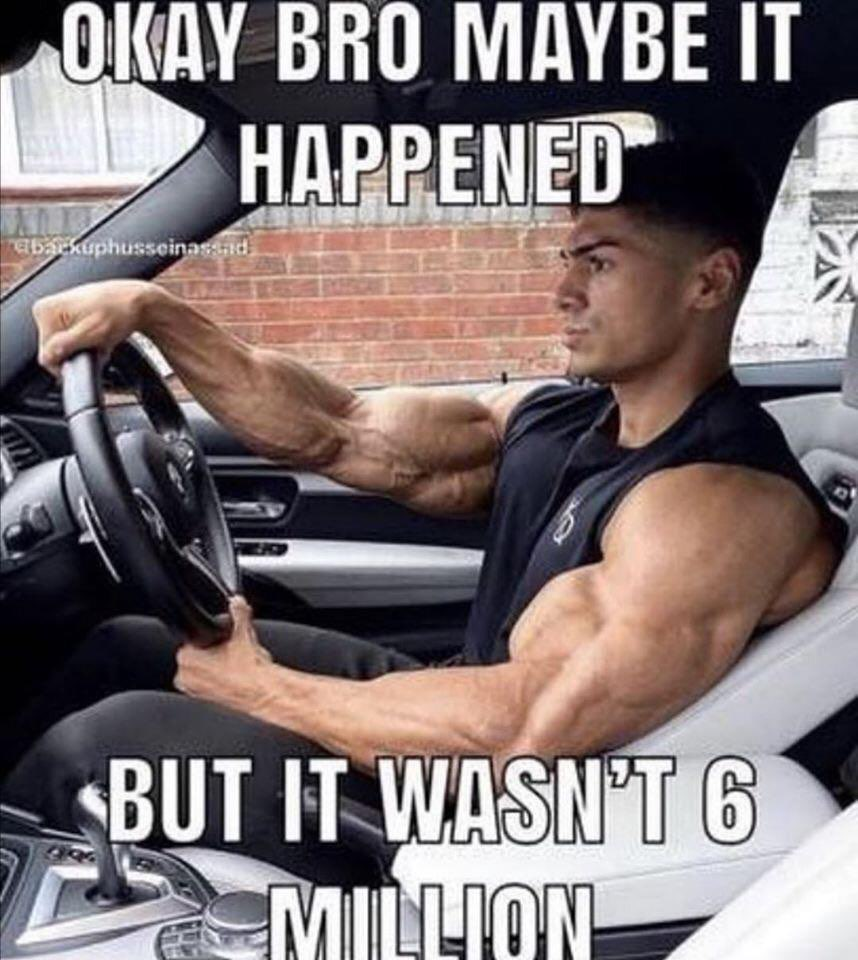 OKAY BRO MAYBE IT
HAPPENED
@backuphusseinassad
BUT IT WASN'T 6
MILLION